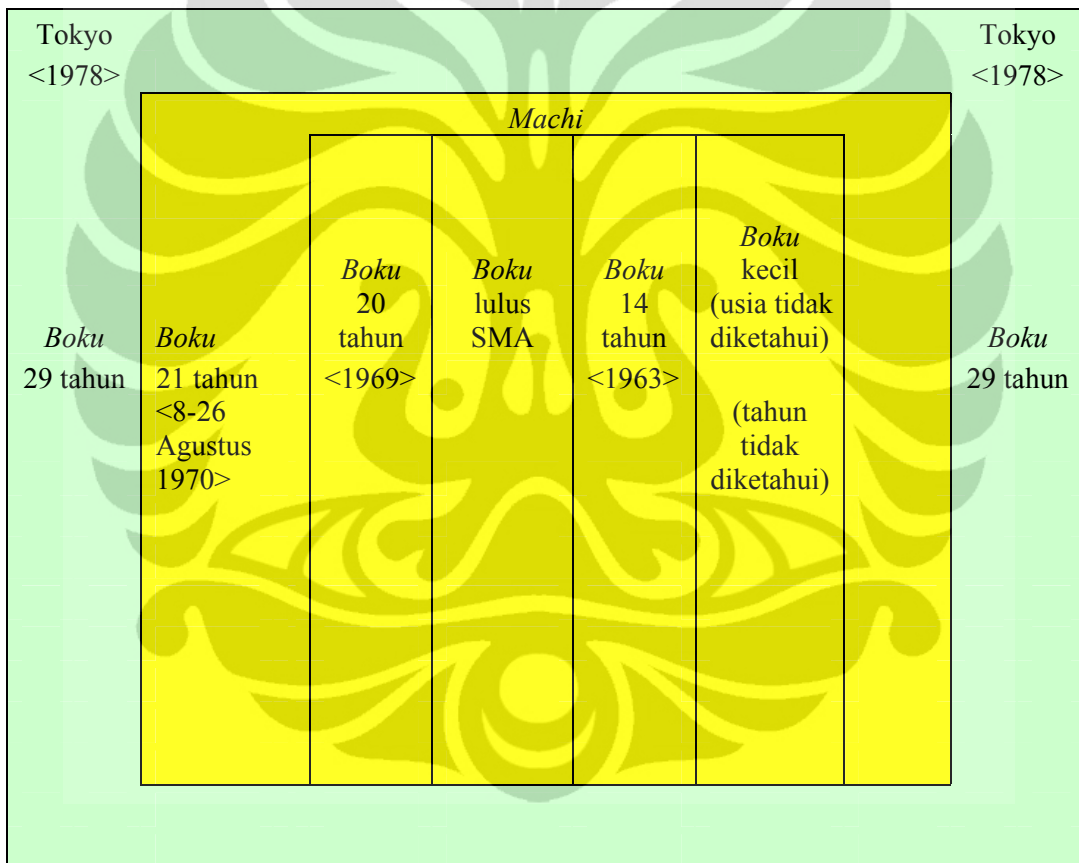 Tokyo
<1978>
Tokyo
<1978>
Machi
Boku
29 tahun
Boku
21 tahun
<8-26
Agustus
1970>
Boku
20
tahun
<1969>
Boku
lulus
SMA
Boku
14
tahun
<1963>
Boku
kecil
(usia tidak
diketahui)
(tahun
tidak
diketahui)
Boku
29 tahun